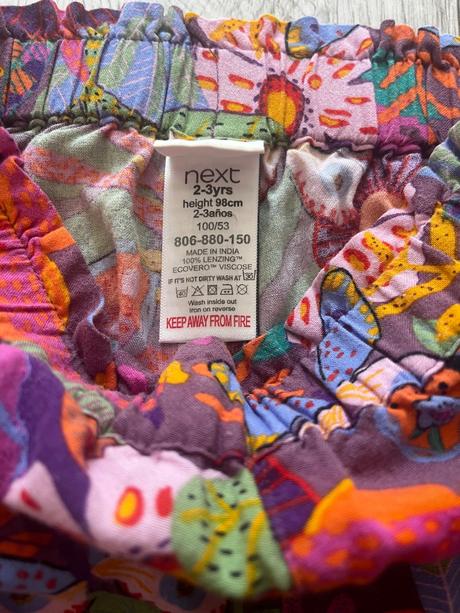 next
2-3yrs
height 98cm
2-3años
100/53
806-880-150
MADE IN INDIA
100% LENZING™
ECOVERO™ VISCOSE
IF IT'S NOT DIRTY WASH AT
Wash inside out
Iron on reverse
KEEP AWAY FROM FIRE